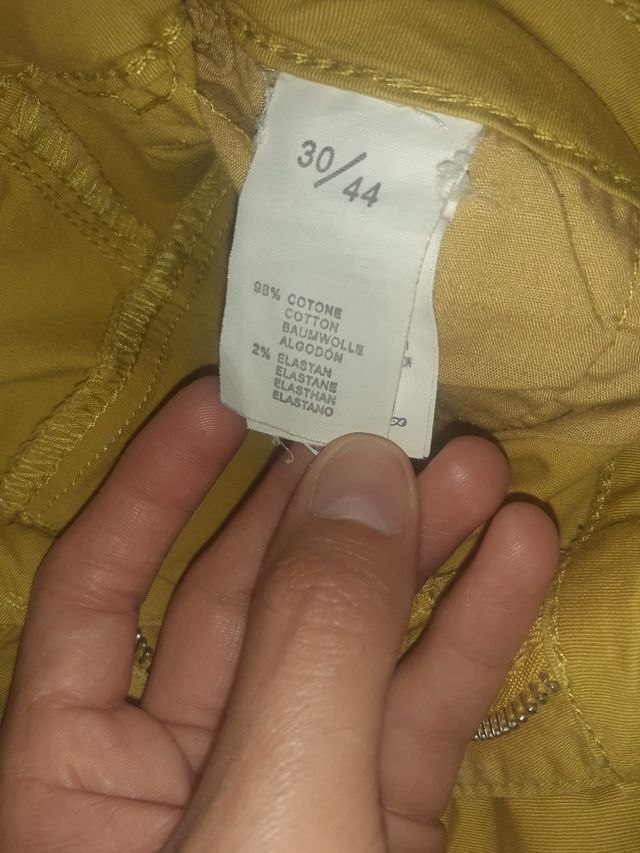 30/44
98% COTONE
COTTON
BAUMWOLLE
ALGODÓN
2% ELASTAN
ELASTANE
ELASTHAN
ELASTANO